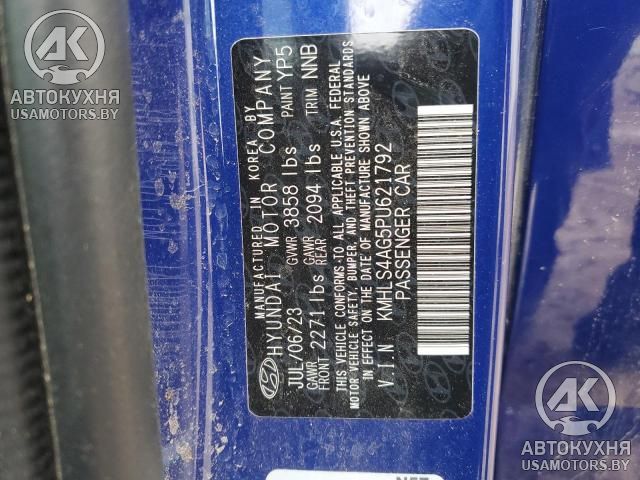 AK
АВТОКУХНЯ
USAMOTORS.BY
MANUFACTURED IN KOREA BY
HYUNDAI MOTOR COMPANY
JUL/06/23 GVWR 3858 lbs PAINT YP5
GAWR FRONT 2271 lbs GAWR REAR 2094 lbs TRIM NNB
THIS VEHICLE CONFORMS TO ALL APPLICABLE U.S.A. FEDERAL
MOTOR VEHICLE SAFETY, BUMPER, AND THEFT PREVENTION STANDARDS
IN EFFECT ON THE DATE OF MANUFACTURE SHOWN ABOVE
V.I.N KMHLS4AG5PU621792
PASSENGER CAR
AK
АВТОКУХНЯ
USAMOTORS.BY